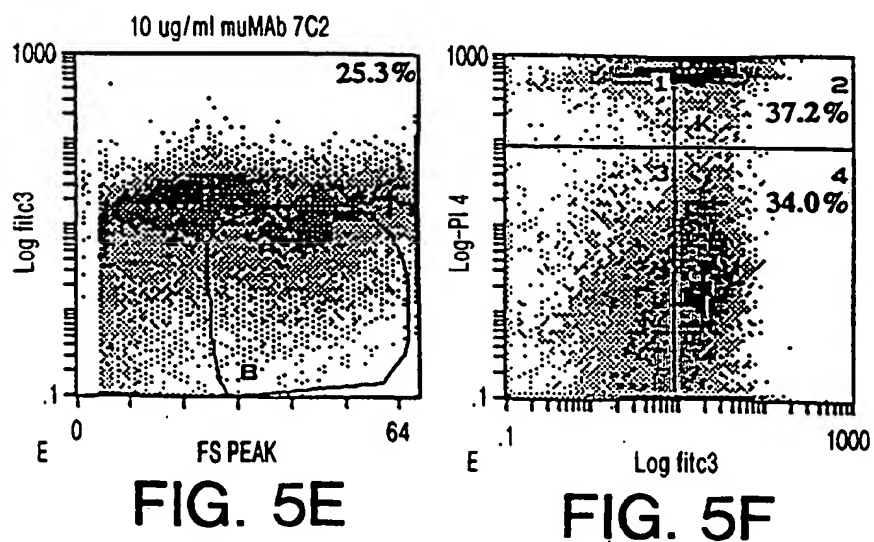 10 ug/ml muMAb 7C2
1000
25.3%
Log fitc3
B
.1
0
64
E
FS PEAK
FIG. 5E
1000
1
2
37.2%
3
4
34.0%
Log-PI 4
.1
.1
1000
E
Log fitc3
FIG. 5F